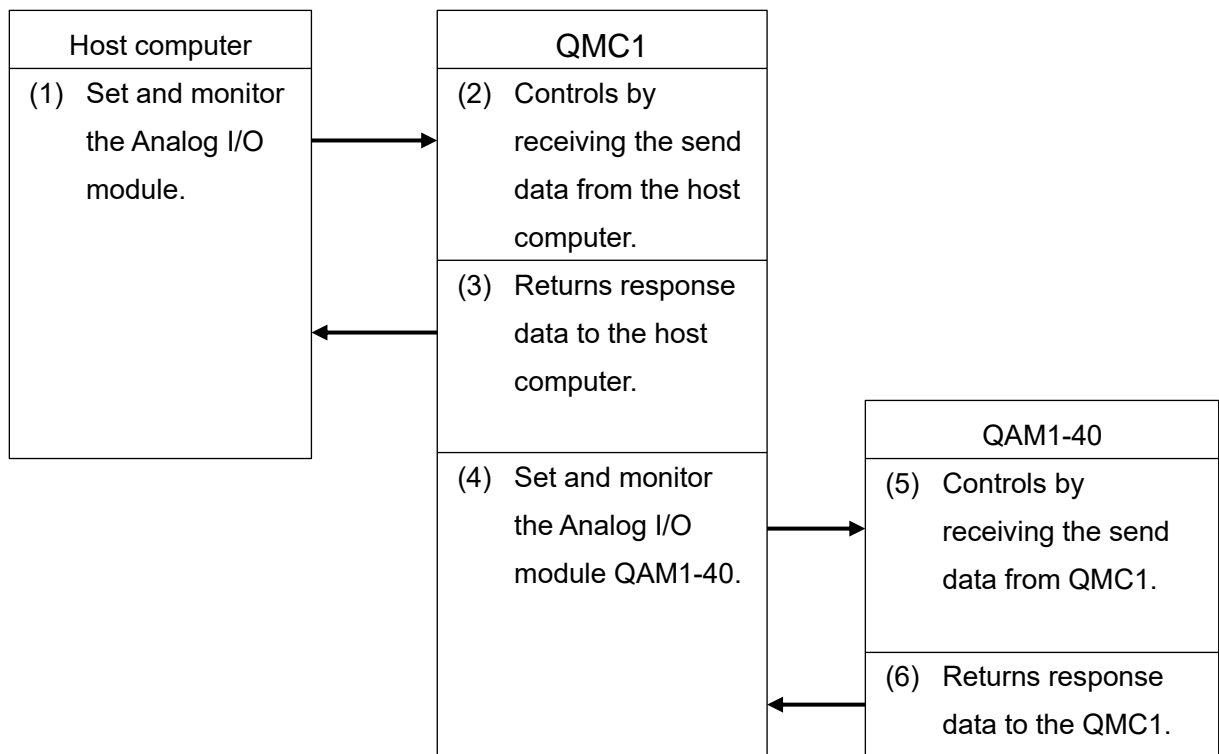 Host computer
(1) Set and monitor
the Analog I/O
module.
QMC1
(2) Controls by
receiving the send
data from the host
computer.
(3) Returns response
data to the host
computer.
(4) Set and monitor
the Analog I/O
module QAM1-40.
QAM1-40
(5) Controls by
receiving the send
data from QMC1.
(6) Returns response
data to the QMC1.